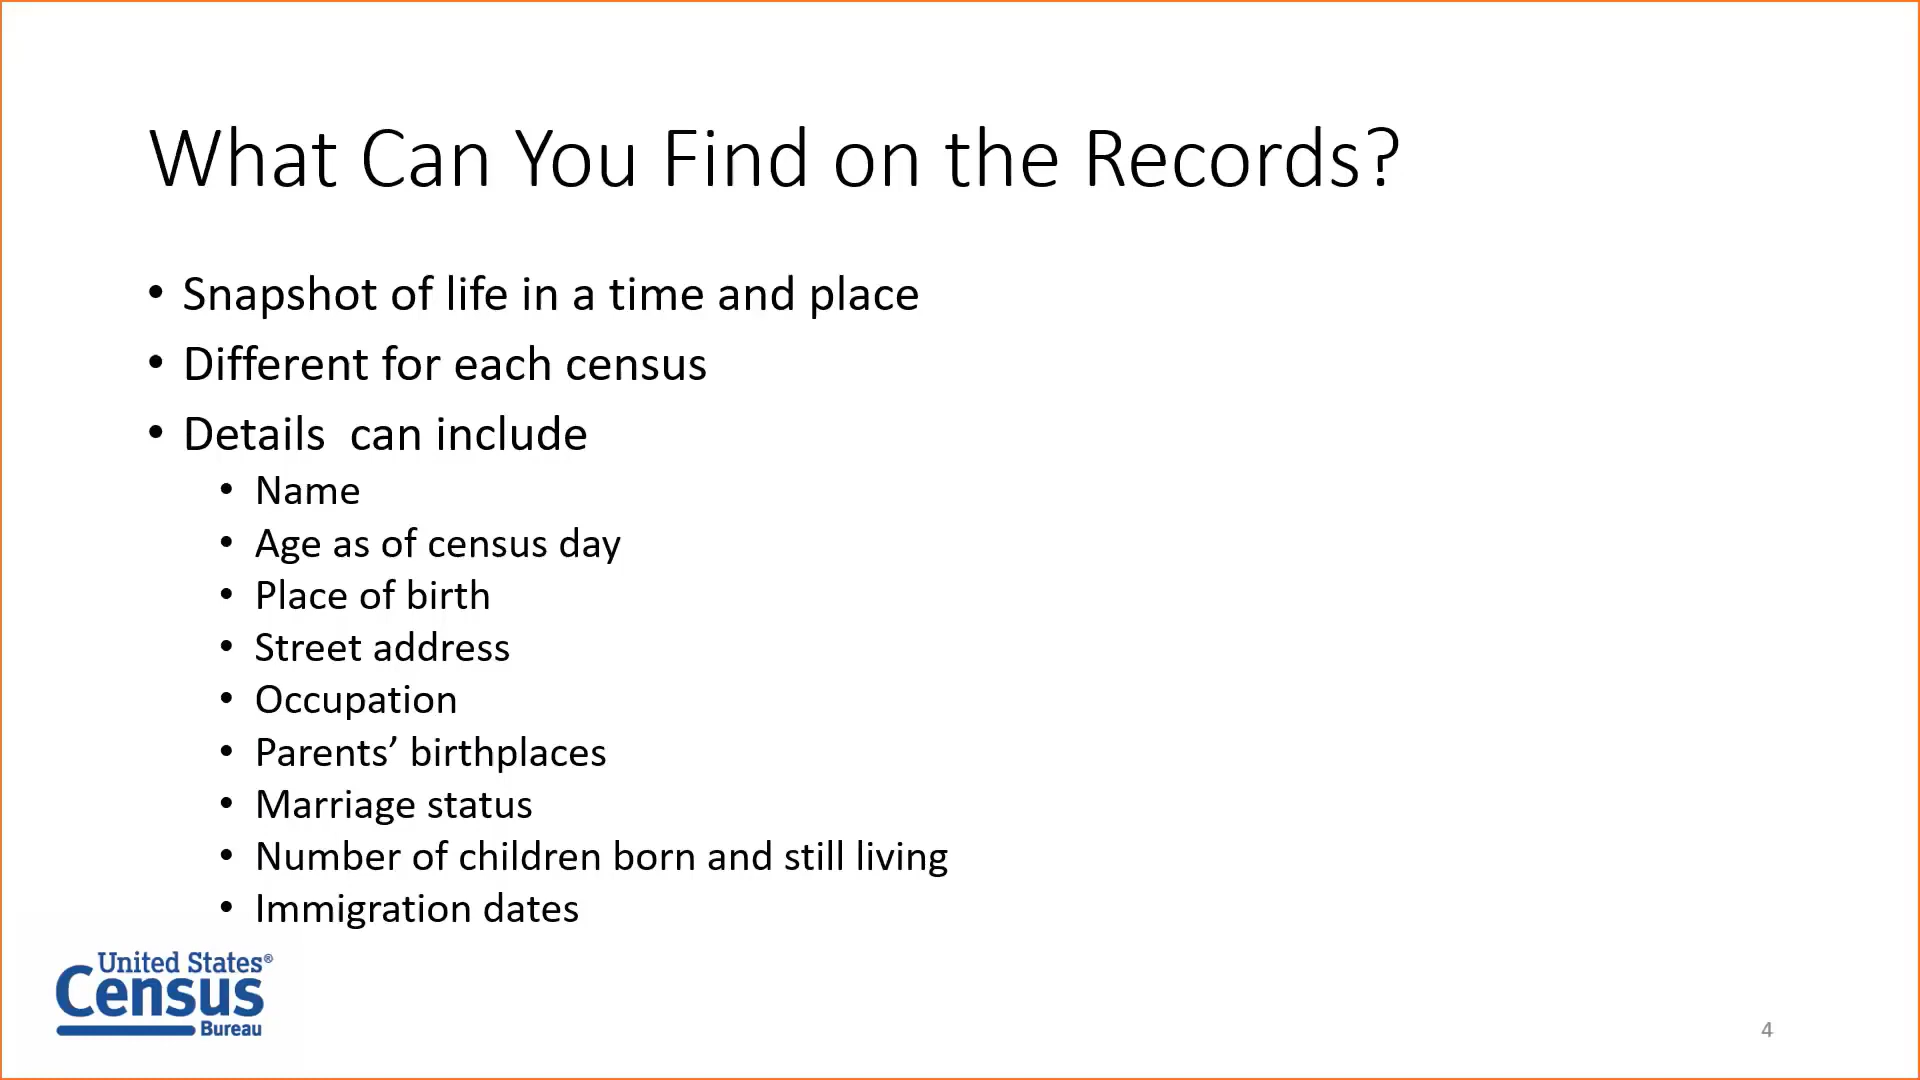 What Can You Find on the Records?
• Snapshot of life in a time and place
• Different for each census
• Details  can include
• Name
• Age as of census day
• Place of birth
• Street address
• Occupation
• Parents’ birthplaces
• Marriage status
• Number of children born and still living
• Immigration dates
United States®
Census
Bureau
4